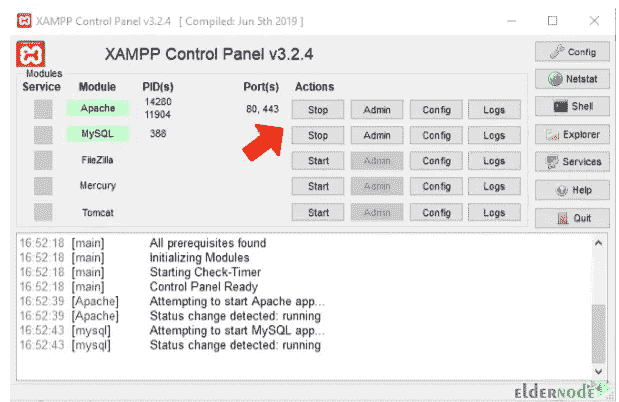 XAMPP Control Panel v3.2.4 [ Compiled: Jun 5th 2019 ]
XAMPP Control Panel v3.2.4
Config
Modules
Service Module PID(s) Port(s) Actions
Netstat
Apache 14280 11904 80, 443 Stop Admin Config Logs
Shell
MySQL 388 Stop Admin Config Logs
Explorer
FileZilla Start Admin Config Logs
Services
Mercury Start Admin Config Logs
Help
Tomcat Start Admin Config Logs
Quit
16:52:18 [main] All prerequisites found
16:52:18 [main] Initializing Modules
16:52:18 [main] Starting Check-Timer
16:52:18 [main] Control Panel Ready
16:52:39 [Apache] Attempting to start Apache app...
16:52:39 [Apache] Status change detected: running
16:52:43 [mysql] Attempting to start MySQL app...
16:52:43 [mysql] Status change detected: running
eldernode